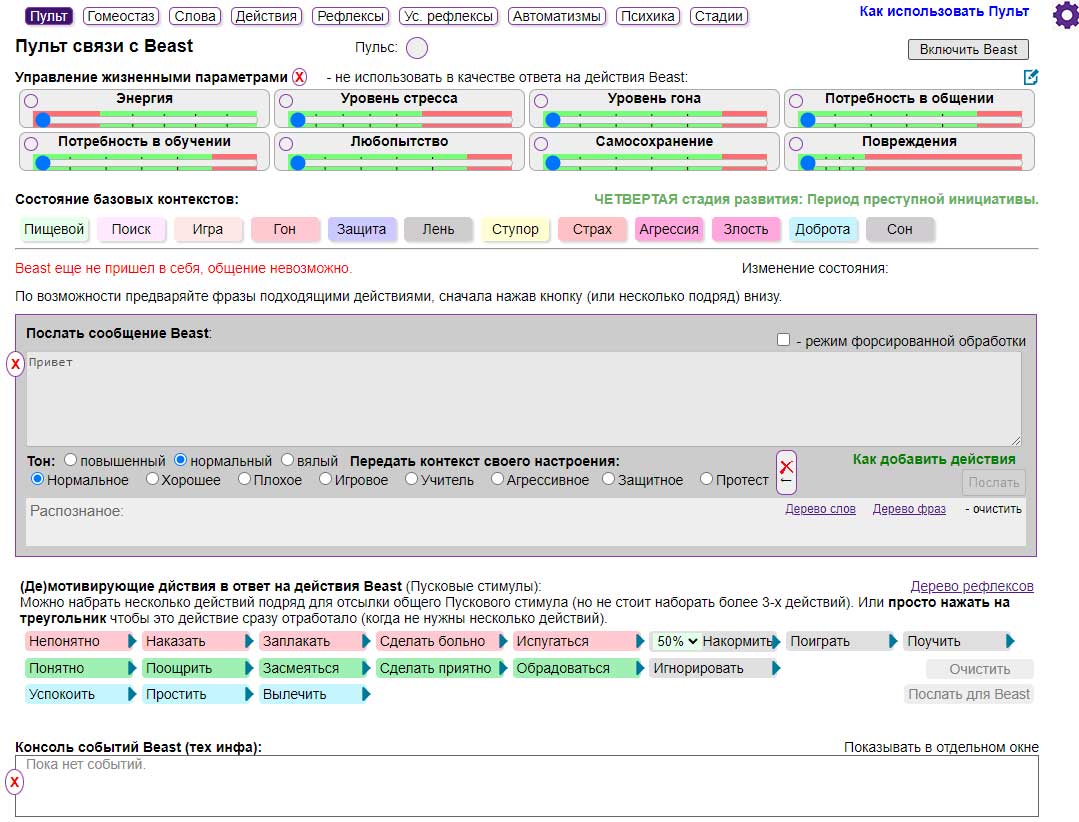 Пульт Гомеостаз Слова Действия Рефлексы Ус. рефлексы Автоматизмы Психика Стадии Как использовать Пульт
Пульт связи с Beast Пульс: Включить Beast
Управление жизненными параметрами X - не использовать в качестве ответа на действия Beast:
Энергия Уровень стресса Уровень гона Потребность в общении
Потребность в обучении Любопытство Самосохранение Повреждения
Состояние базовых контекстов: ЧЕТВЕРТАЯ стадия развития: Период преступной инициативы.
Пищевой Поиск Игра Гон Защита Лень Ступор Страх Агрессия Злость Доброта Сон
Beast еще не пришел в себя, общение невозможно. Изменение состояния:
По возможности предваряйте фразы подходящими действиями, сначала нажав кнопку (или несколько подряд) внизу.
Послать сообщение Beast:
- режим форсированной обработки
X Привет
Тон: повышенный нормальный вялый Передать контекст своего настроения: X Как добавить действия
Нормальное Хорошее Плохое Игровое Учитель Агрессивное Защитное Протест ← Послать
Распознаное: Дерево слов Дерево фраз - очистить
(Де)мотивирующие дйствия в ответ на действия Beast (Пусковые стимулы): Дерево рефлексов
Можно набрать несколько действий подряд для отсылки общего Пускового стимула (но не стоит наборать более 3-х действий). Или просто нажать на
треугольник чтобы это действие сразу отработало (когда не нужны несколько действий).
Непонятно Наказать Заплакать Сделать больно Испугаться 50% Накормить Поиграть Поучить
Понятно Поощрить Засмеяться Сделать приятно Обрадоваться Игнорировать Очистить
Успокоить Простить Вылечить Послать для Beast
Консоль событий Beast (тех инфа): Показывать в отдельном окне
Пока нет событий.
X